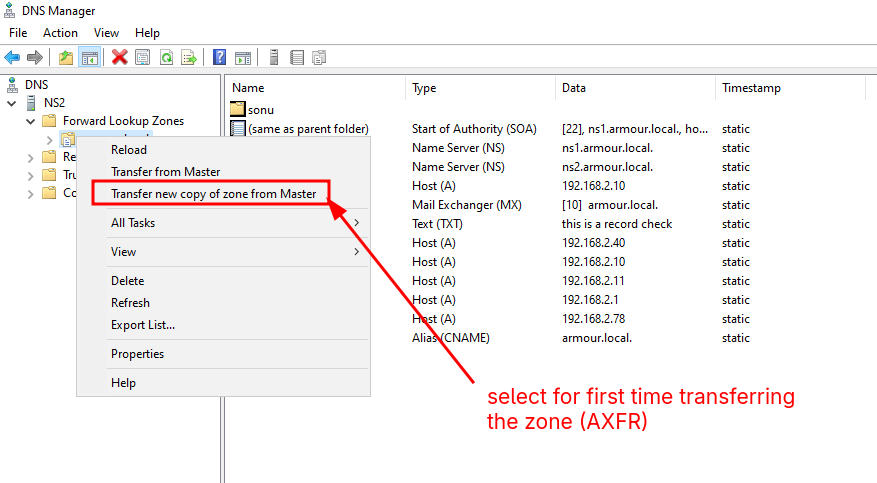 DNS Manager
File Action View Help
DNS
NS2
Forward Lookup Zones
Re
Tru
Co
Reload
Transfer from Master
Transfer new copy of zone from Master
All Tasks
View
Delete
Refresh
Export List...
Properties
Help
Name Type Data Timestamp
sonu
(same as parent folder) Start of Authority (SOA) [22], ns1.armour.local., ho... static
Name Server (NS) ns1.armour.local. static
Name Server (NS) ns2.armour.local. static
Host (A) 192.168.2.10 static
Mail Exchanger (MX) [10] armour.local. static
Text (TXT) this is a record check static
Host (A) 192.168.2.40 static
Host (A) 192.168.2.10 static
Host (A) 192.168.2.11 static
Host (A) 192.168.2.1 static
Host (A) 192.168.2.78 static
Alias (CNAME) armour.local. static
select for first time transferring
the zone (AXFR)